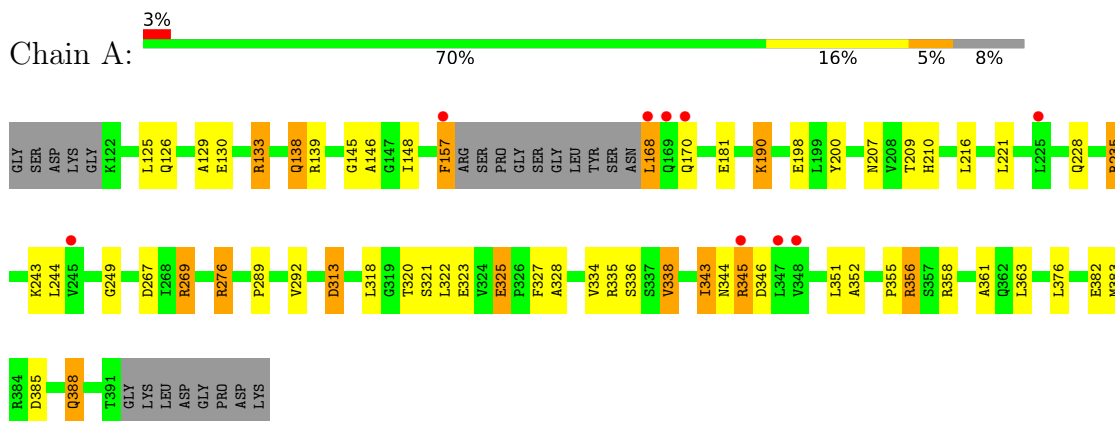 3%
Chain A:
70% 16% 5% 8%
GLY SER ASP LYS GLY K122 L125 Q126 A129 E130 R133 Q138 R139 G145 A146 G147 I148 F157 ARG SER PRO GLY SER GLY LEU TYR SER ASN L168 Q169 Q170 E181 K190 E198 L199 Y200 N207 V208 T209 H210 L216 L221 L225 Q228 R235
K243 L244 V245 G249 D267 I268 R269 R276 P289 V292 D313 L318 G319 T320 S321 L322 E323 V324 E325 P326 F327 A328 V334 R335 S336 S337 V338 I343 N344 R345 D346 L347 V348 L351 A352 P355 R356 S357 R358 A361 Q362 L363 L376 E382 M383
R384 D385 Q388 T391 GLY LYS LEU ASP GLY PRO ASP LYS